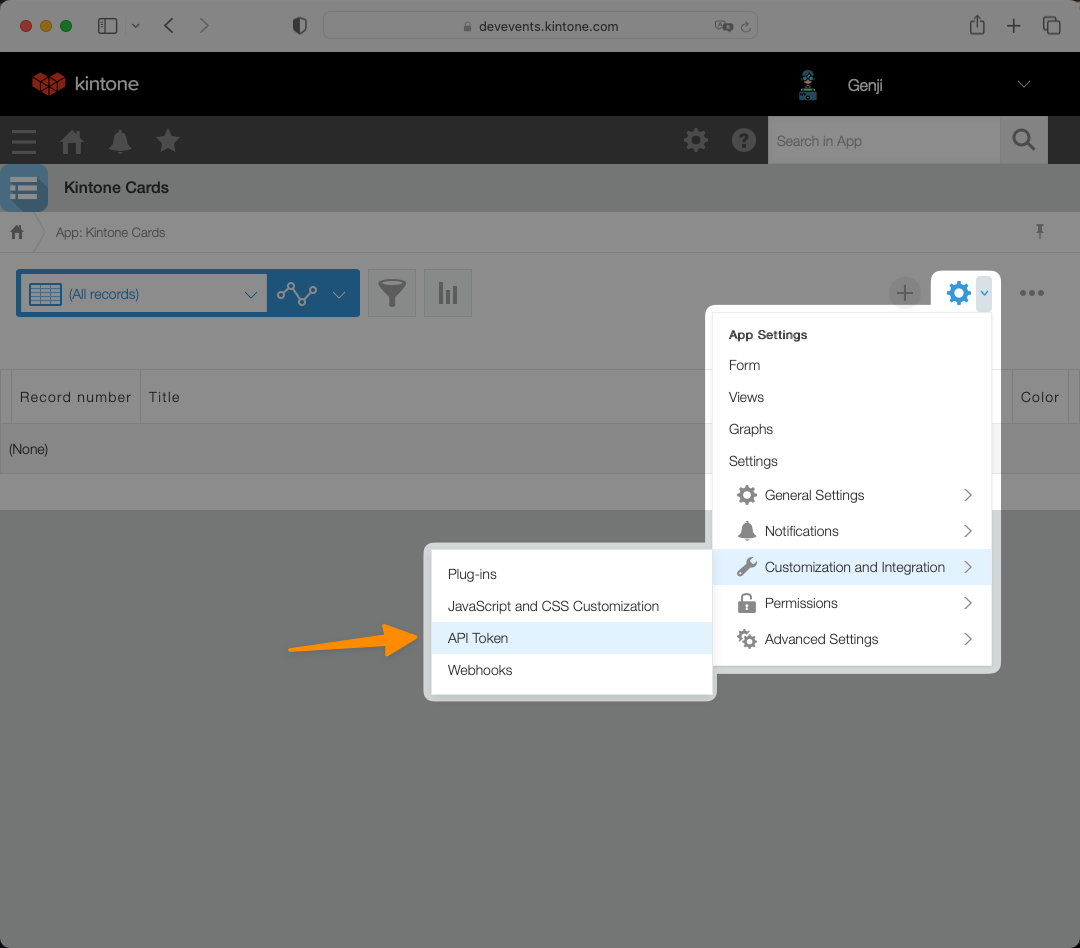 devevents.kintone.com
kintone
Genji
Search in App
Kintone Cards
App: Kintone Cards
(All records)
App Settings
Form
Views
Graphs
Settings
General Settings
Notifications
Customization and Integration
Permissions
Advanced Settings
Record number
Title
Color
(None)
Plug-ins
JavaScript and CSS Customization
API Token
Webhooks